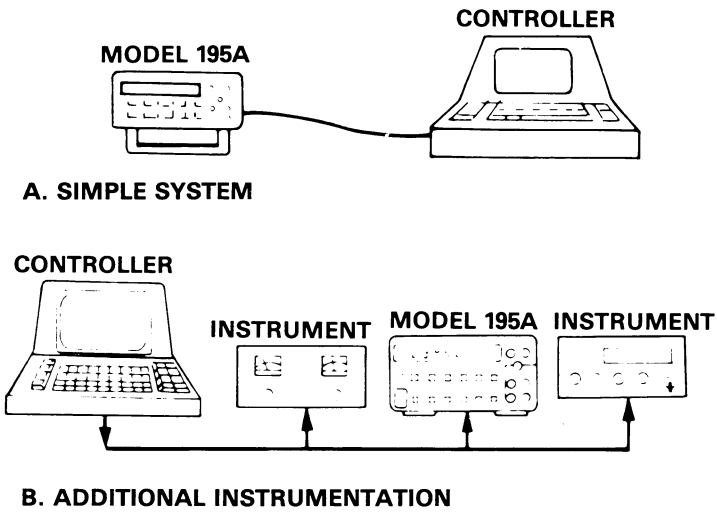 CONTROLLER
MODEL 195A
A. SIMPLE SYSTEM
CONTROLLER
INSTRUMENT
MODEL 195A
INSTRUMENT
B. ADDITIONAL INSTRUMENTATION